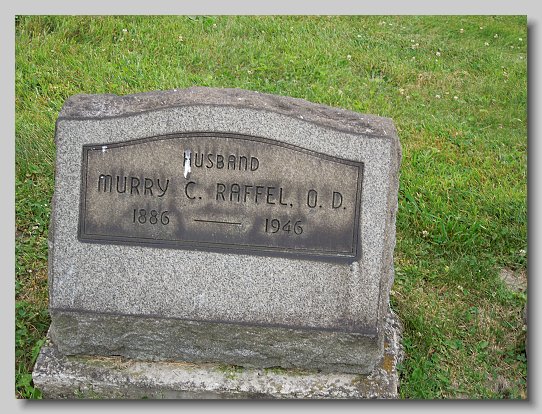 HUSBAND
MURRY C. RAFFEL, O.D.
1886 — 1946